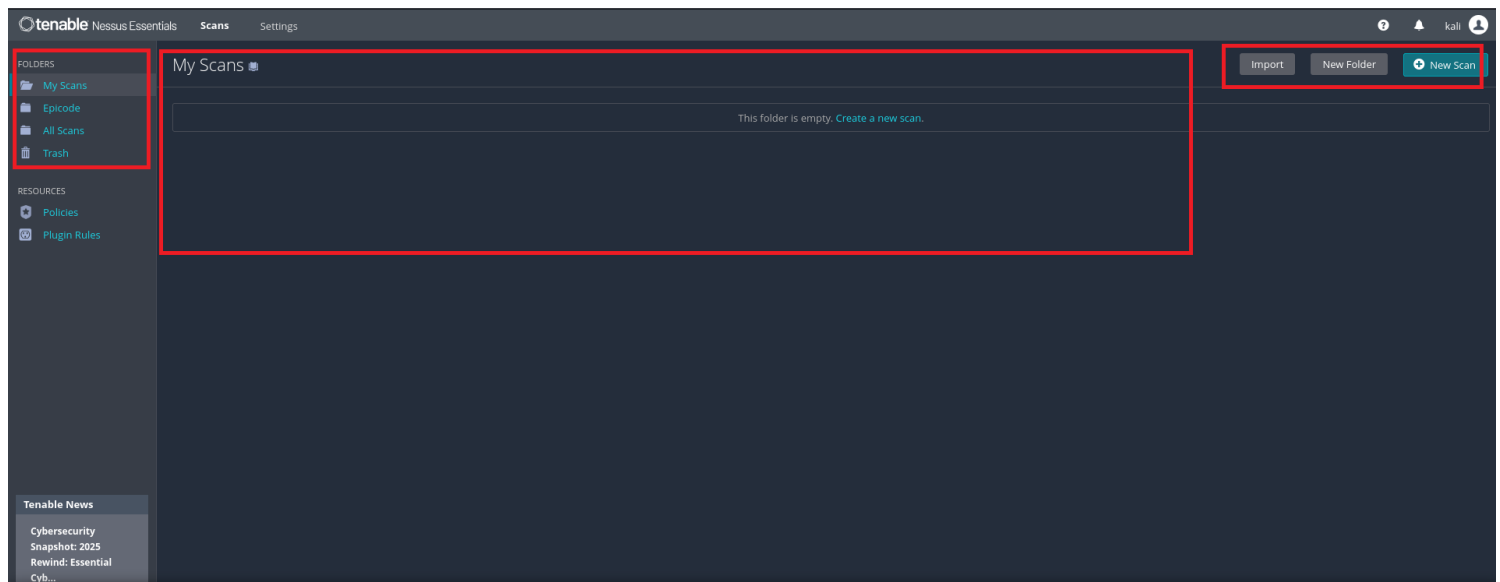 tenable Nessus Essentials Scans Settings kali
FOLDERS
My Scans
Epicode
All Scans
Trash
RESOURCES
Policies
Plugin Rules
Tenable News
Cybersecurity
Snapshot: 2025
Rewind: Essential
Cyb...
My Scans
Import New Folder New Scan
This folder is empty. Create a new scan.